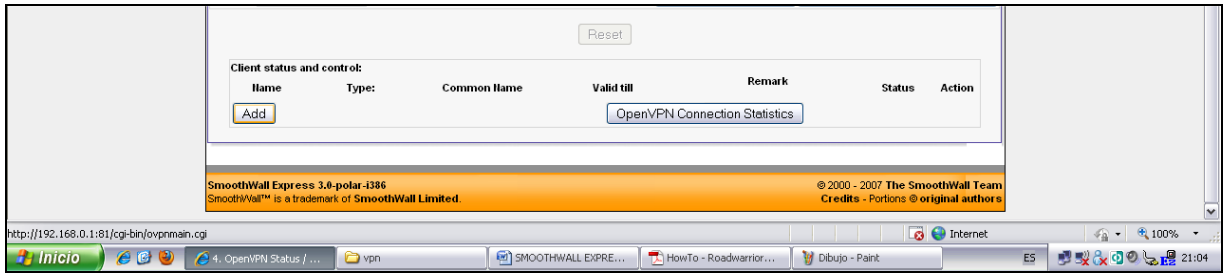 Reset
Client status and control:
Name Type: Common Name Valid till Remark Status Action
Add OpenVPN Connection Statistics
SmoothWall Express 3.0-polar-i386 © 2000 - 2007 The SmoothWall Team
SmoothWall™ is a trademark of SmoothWall Limited. Credits - Portions © original authors
http://192.168.0.1:81/cgi-bin/ovpnmain.cgi Internet 100%
Inicio 4. OpenVPN Status / ... vpn SMOOTHWALL EXPRE... HowTo - Roadwarrior... Dibujo - Paint ES 21:04